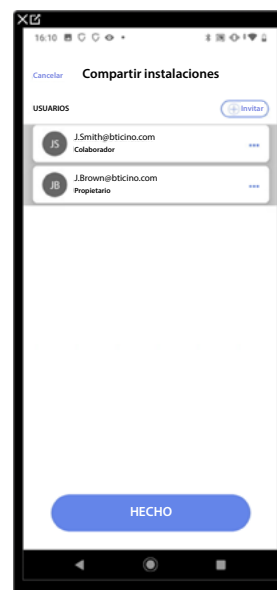 16:10
Cancelar Compartir instalaciones
USUARIOS Invitar
JS J.Smith@bticino.com
Colaborador
JB J.Brown@bticino.com
Propietario
HECHO